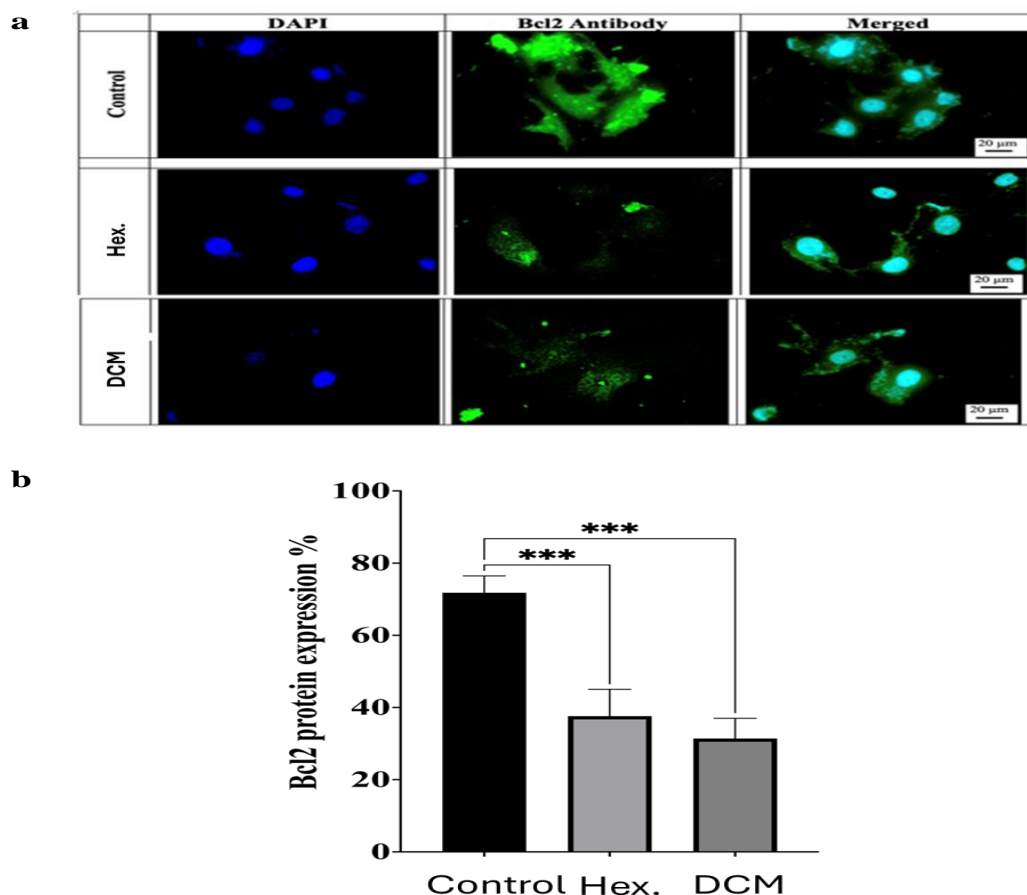 a
DAPI Bcl2 Antibody Merged
Control
20 μm
Hex.
20 μm
DCM
20 μm
b
Bcl2 protein expression %
100
80
60
40
20
0
***
***
Control Hex. DCM